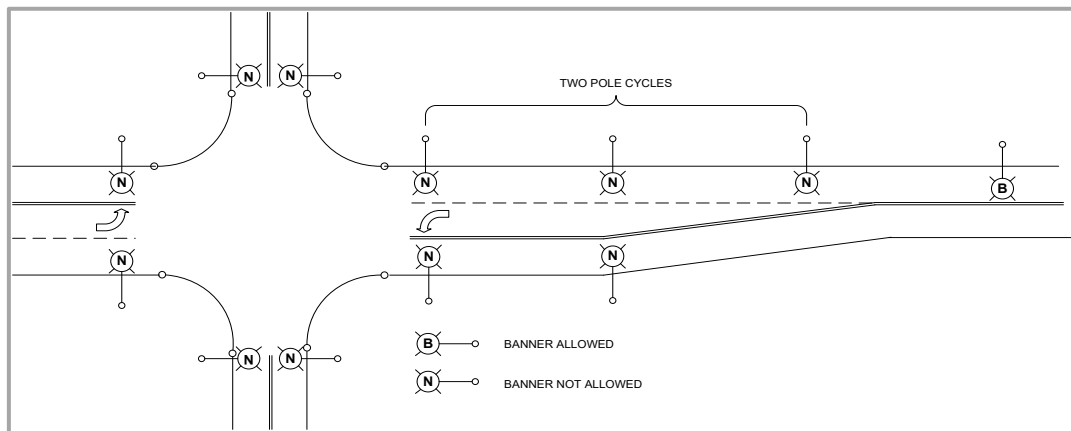 N N
TWO POLE CYCLES
N N N N B
N N N
B BANNER ALLOWED
N N
N BANNER NOT ALLOWED